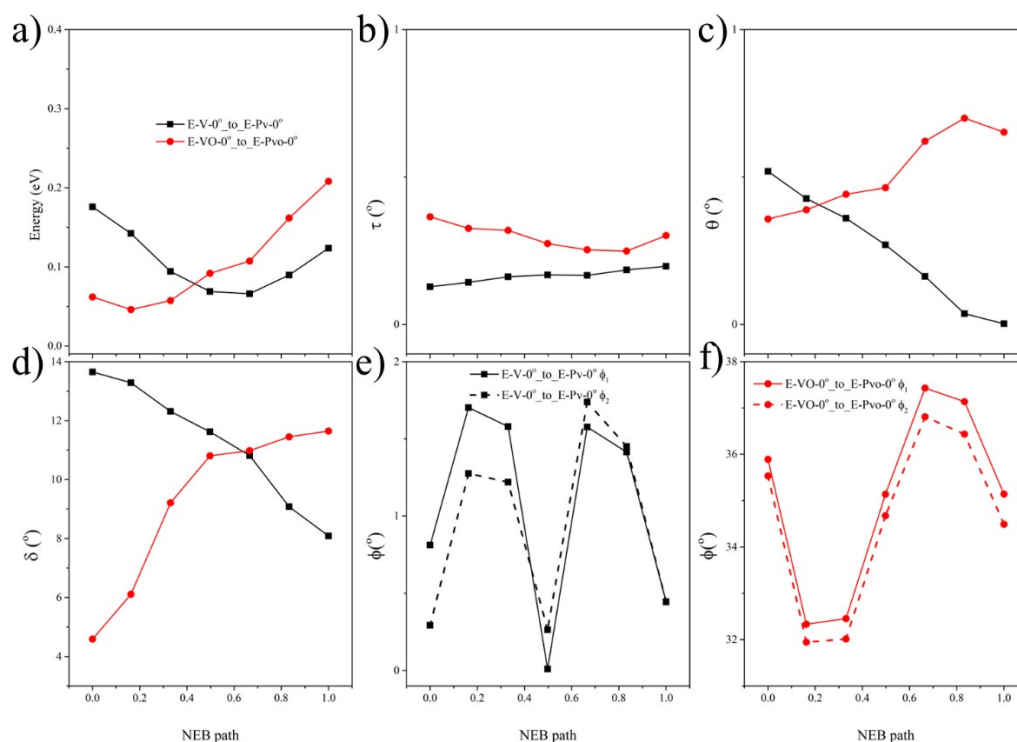 a)
0.4
0.3
0.2
0.1
0.0
Energy (eV)
E-V-0°_to_E-Pv-0°
E-VO-0°_to_E-Pvo-0°
b)
1
0
τ (°)
c)
1
0
θ (°)
d)
14
12
10
8
6
4
δ (°)
0.0 0.2 0.4 0.6 0.8 1.0
NEB path
e)
2
1
0
ϕ(°)
E-V-0°_to_E-Pv-0° ϕ₁
E-V-0°_to_E-Pv-0° ϕ₂
0.0 0.2 0.4 0.6 0.8 1.0
NEB path
f)
38
36
34
32
ϕ(°)
E-VO-0°_to_E-Pvo-0° ϕ₁
E-VO-0°_to_E-Pvo-0° ϕ₂
0.0 0.2 0.4 0.6 0.8 1.0
NEB path